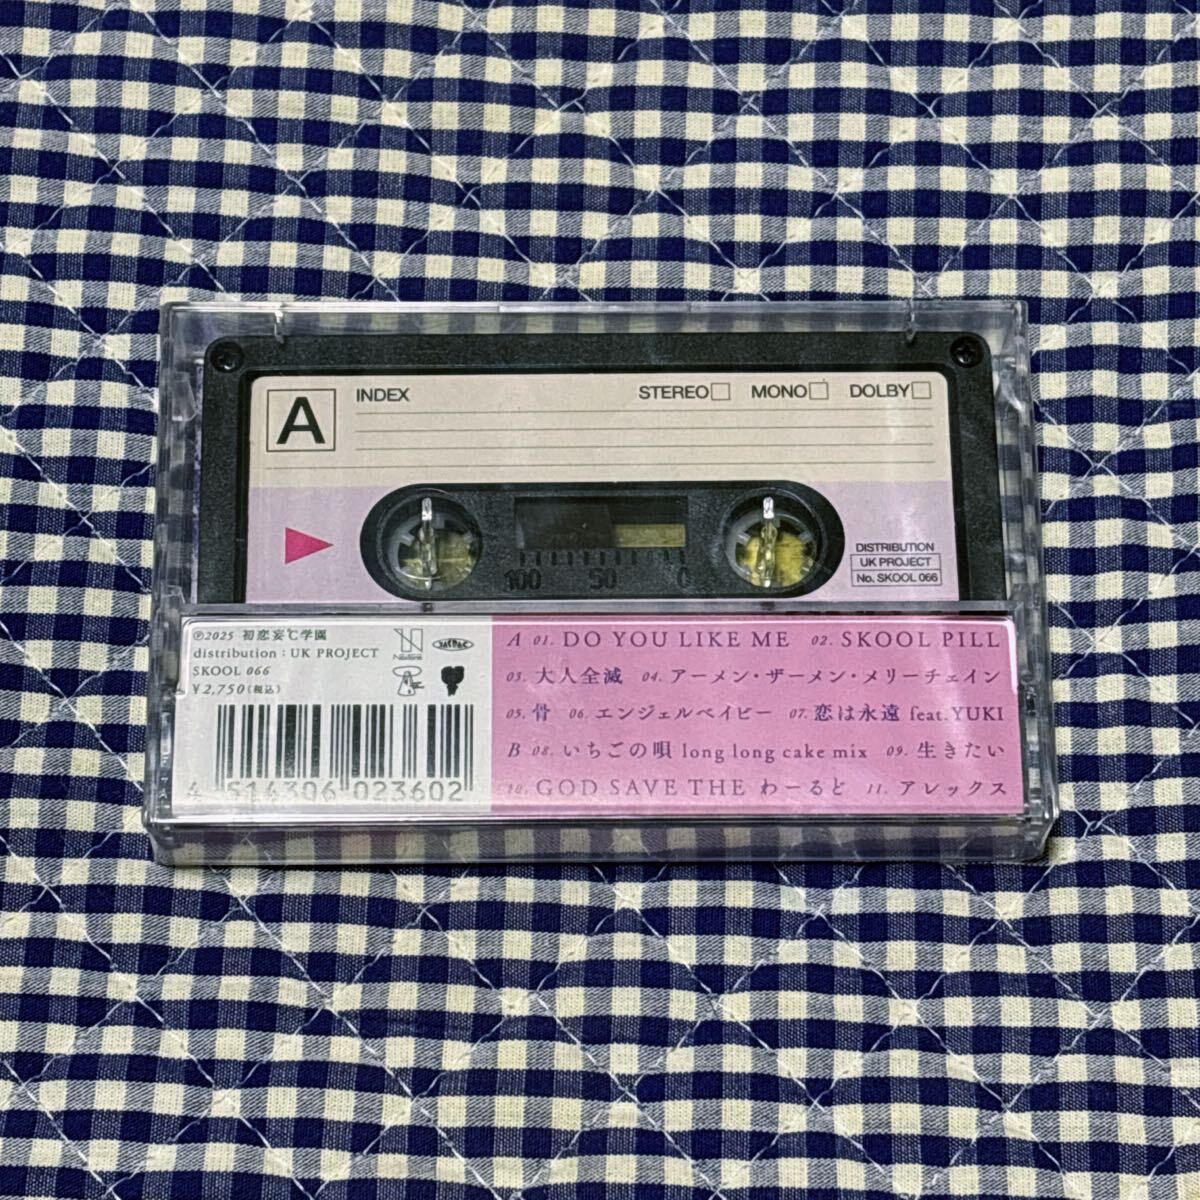 A
INDEX
STEREO□ MONO□ DOLBY□
DISTRIBUTION
UK PROJECT
No. SKOOL 066
100 50 0
℗2025 初恋妄℃学園
distribution : UK PROJECT
SKOOL 066
¥2,750(税込)
4 514306 023602
A 01. DO YOU LIKE ME 02. SKOOL PILL
03. 大人全滅 04. アーメン・ザーメン・メリーチェイン
05. 骨 06. エンジェルベイビー 07. 恋は永遠 feat. YUKI
B 08. いちごの唄 long long cake mix 09. 生きたい
10. GOD SAVE THE わーるど 11. アレックス